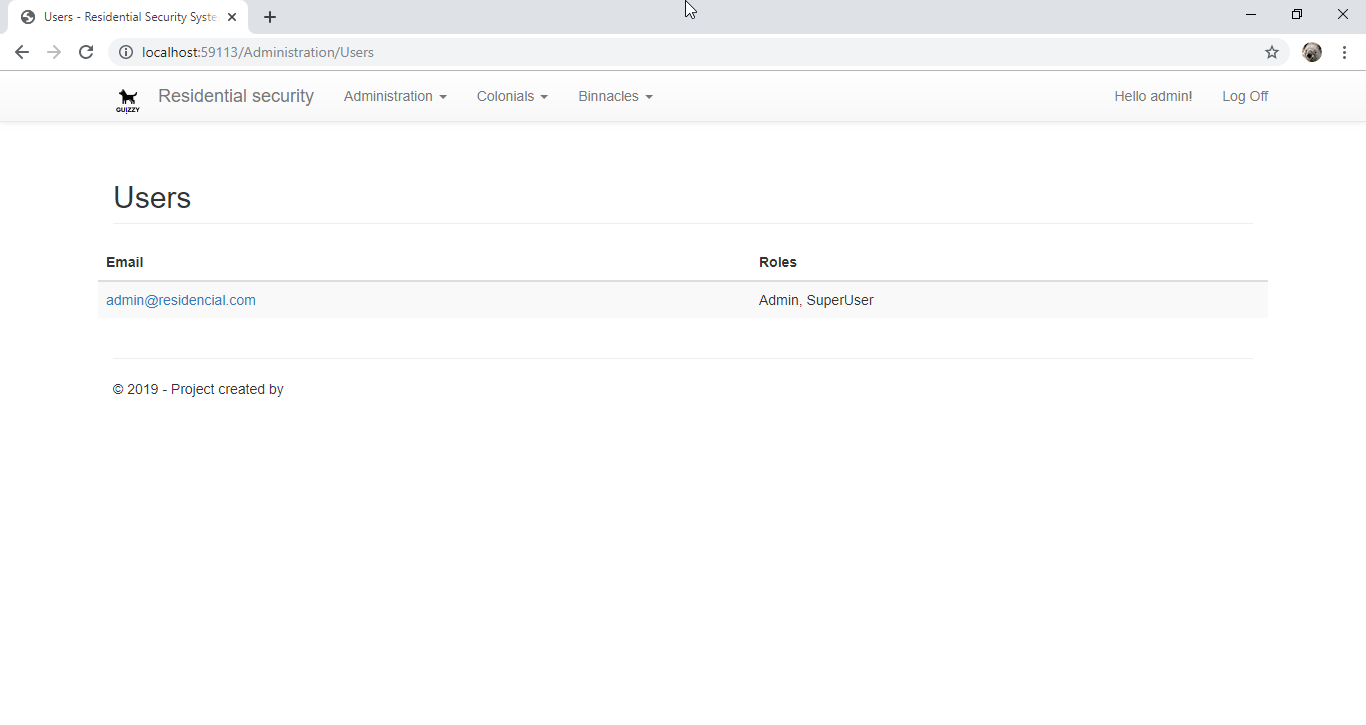 Users - Residential Security Syste
localhost:59113/Administration/Users
GUIZZY
Residential security
Administration
Colonials
Binnacles
Hello admin!
Log Off
Users
Email Roles
admin@residencial.com Admin, SuperUser
© 2019 - Project created by